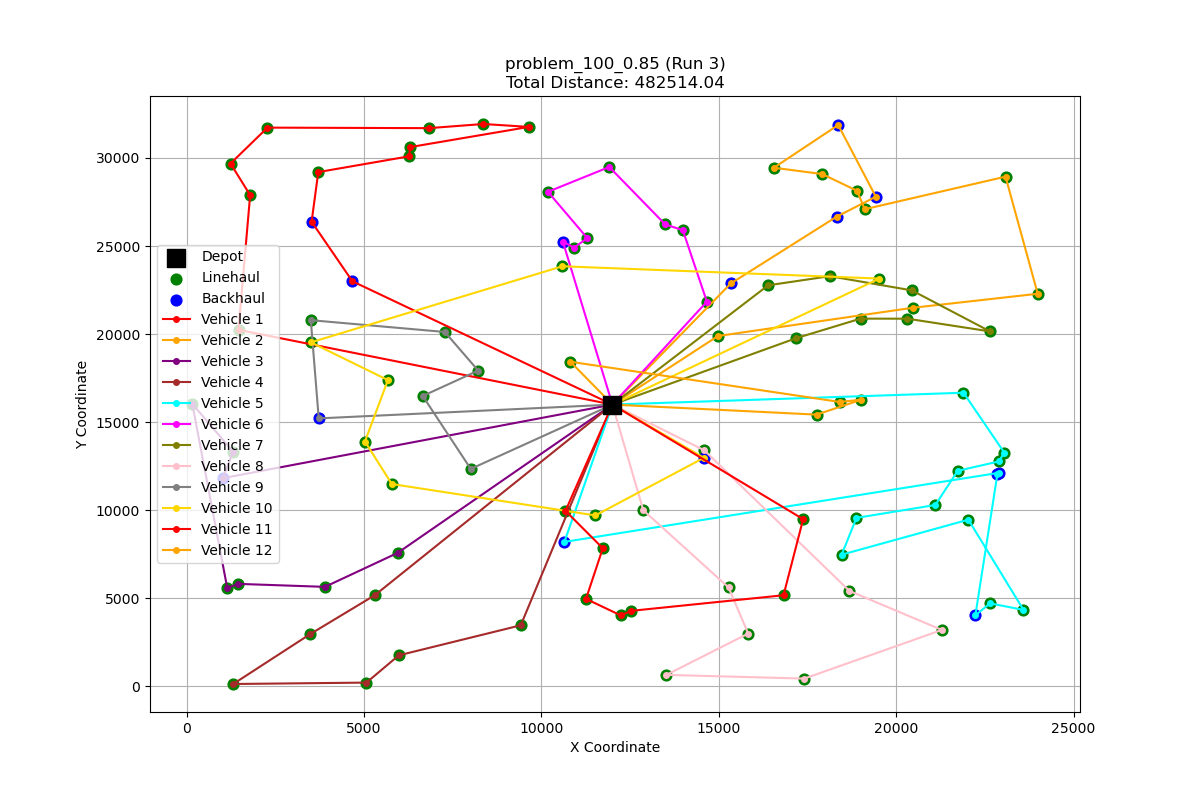 problem_100_0.85 (Run 3)
Total Distance: 482514.04
30000
25000
20000
15000
10000
5000
0
Y Coordinate
Depot
Linehaul
Backhaul
Vehicle 1
Vehicle 2
Vehicle 3
Vehicle 4
Vehicle 5
Vehicle 6
Vehicle 7
Vehicle 8
Vehicle 9
Vehicle 10
Vehicle 11
Vehicle 12
0 5000 10000 15000 20000 25000
X Coordinate